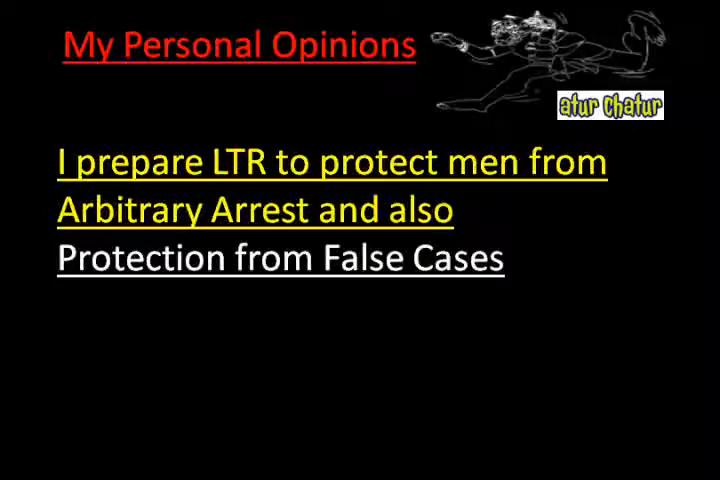 My Personal Opinions
atur chatur
I prepare LTR to protect men from
Arbitrary Arrest and also
Protection from False Cases